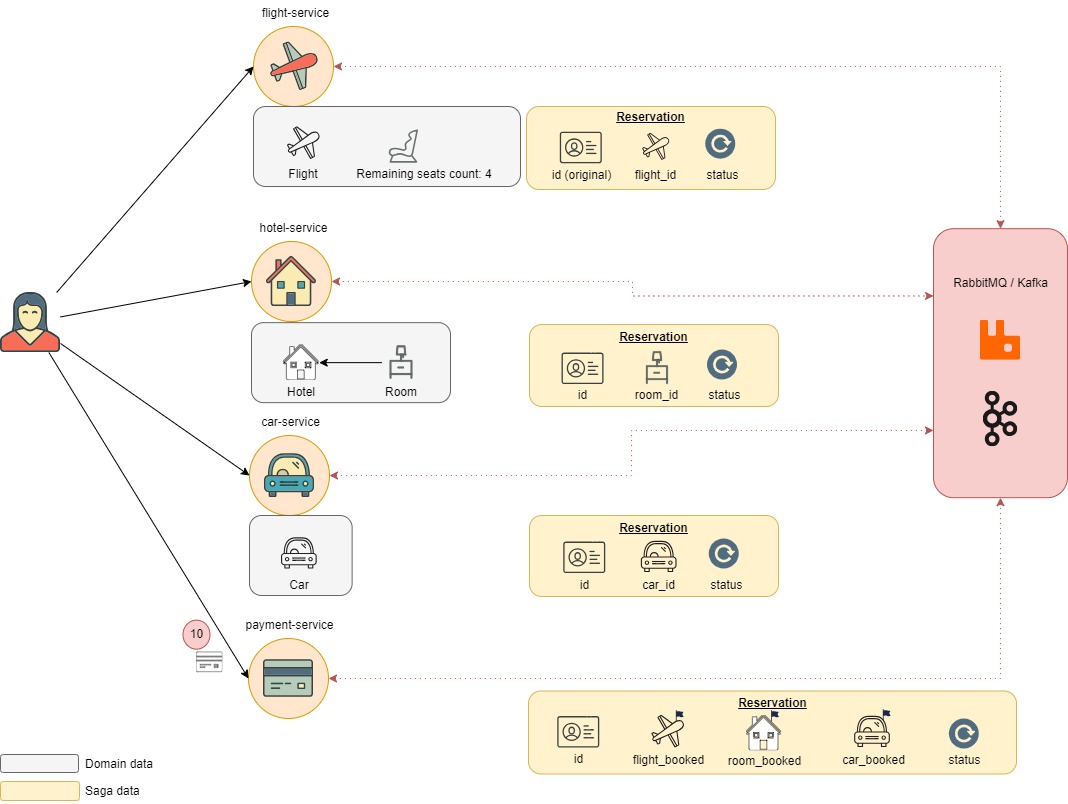 flight-service
Flight
Remaining seats count: 4
Reservation
id (original)
flight_id
status
hotel-service
Hotel
Room
Reservation
id
room_id
status
RabbitMQ / Kafka
car-service
Car
Reservation
id
car_id
status
payment-service
10
Reservation
id
flight_booked
room_booked
car_booked
status
Domain data
Saga data